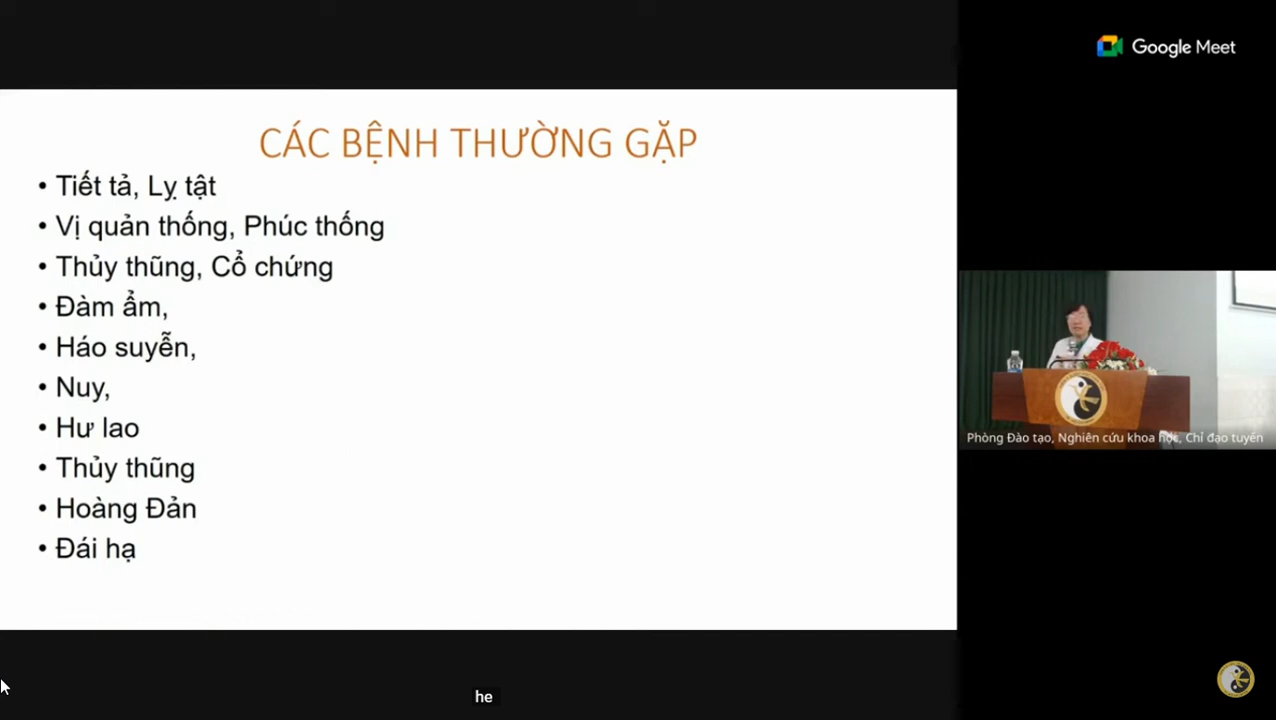 Google Meet
CÁC BỆNH THƯỜNG GẶP
• Tiết tả, Lỵ tật
• Vị quản thống, Phúc thống
• Thủy thũng, Cổ chứng
• Đàm ẩm,
• Háo suyễn,
• Nuy,
• Hư lao
• Thủy thũng
• Hoàng Đản
• Đái hạ
Phòng Đào tạo, Nghiên cứu khoa học, Chỉ đạo tuyến
he